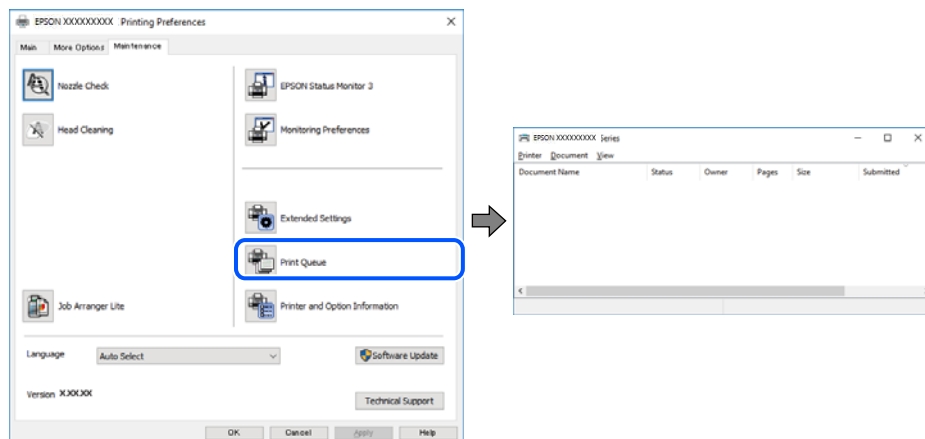 EPSON XXXXXXXXX Printing Preferences
Main More Options Maintenance
Nozzle Check
Head Cleaning
Job Arranger Lite
EPSON Status Monitor 3
Monitoring Preferences
Extended Settings
Print Queue
Printer and Option Information
Language Auto Select Software Update
Version X.XX.XX
Technical Support
OK Cancel Apply Help
EPSON XXXXXXXXX Series
Printer Document View
Document Name Status Owner Pages Size Submitted